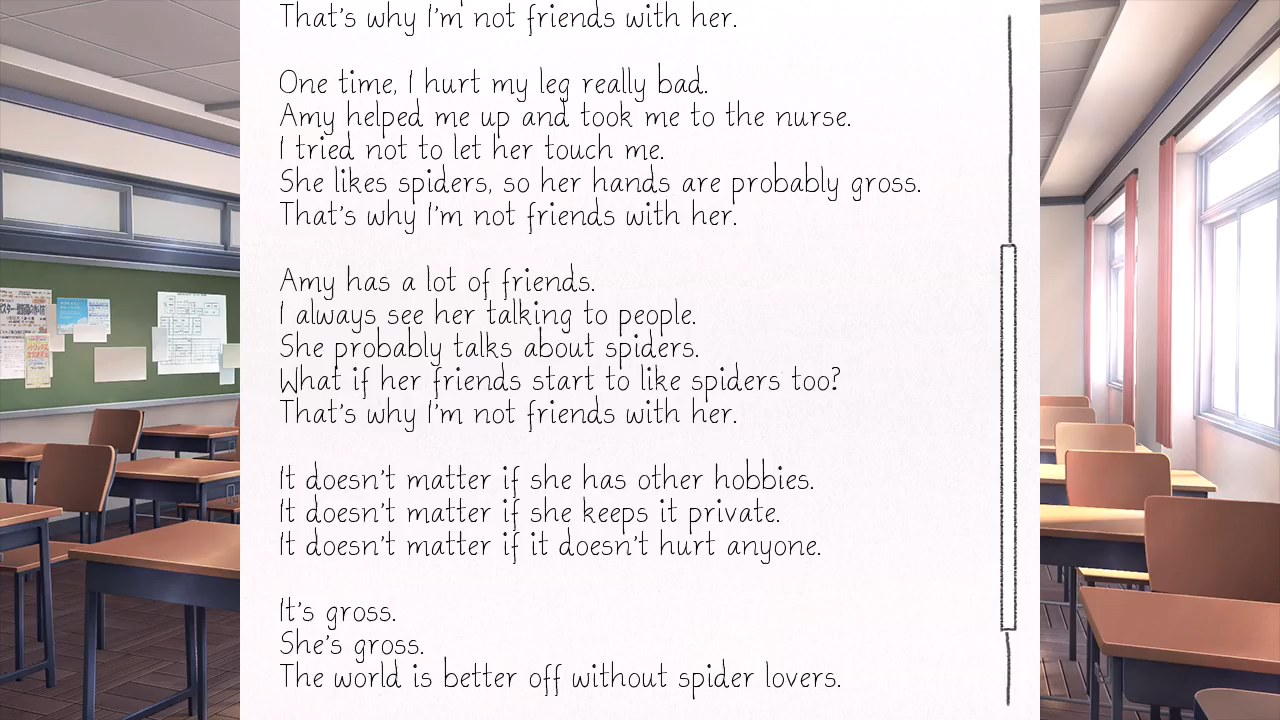 That's why I'm not friends with her.
One time, I hurt my leg really bad.
Amy helped me up and took me to the nurse.
I tried not to let her touch me.
She likes spiders, so her hands are probably gross.
That's why I'm not friends with her.
Amy has a lot of friends.
I always see her talking to people.
She probably talks about spiders.
What if her friends start to like spiders too?
That's why I'm not friends with her.
It doesn't matter if she has other hobbies.
It doesn't matter if she keeps it private.
It doesn't matter if it doesn't hurt anyone.
It's gross.
She's gross.
The world is better off without spider lovers.